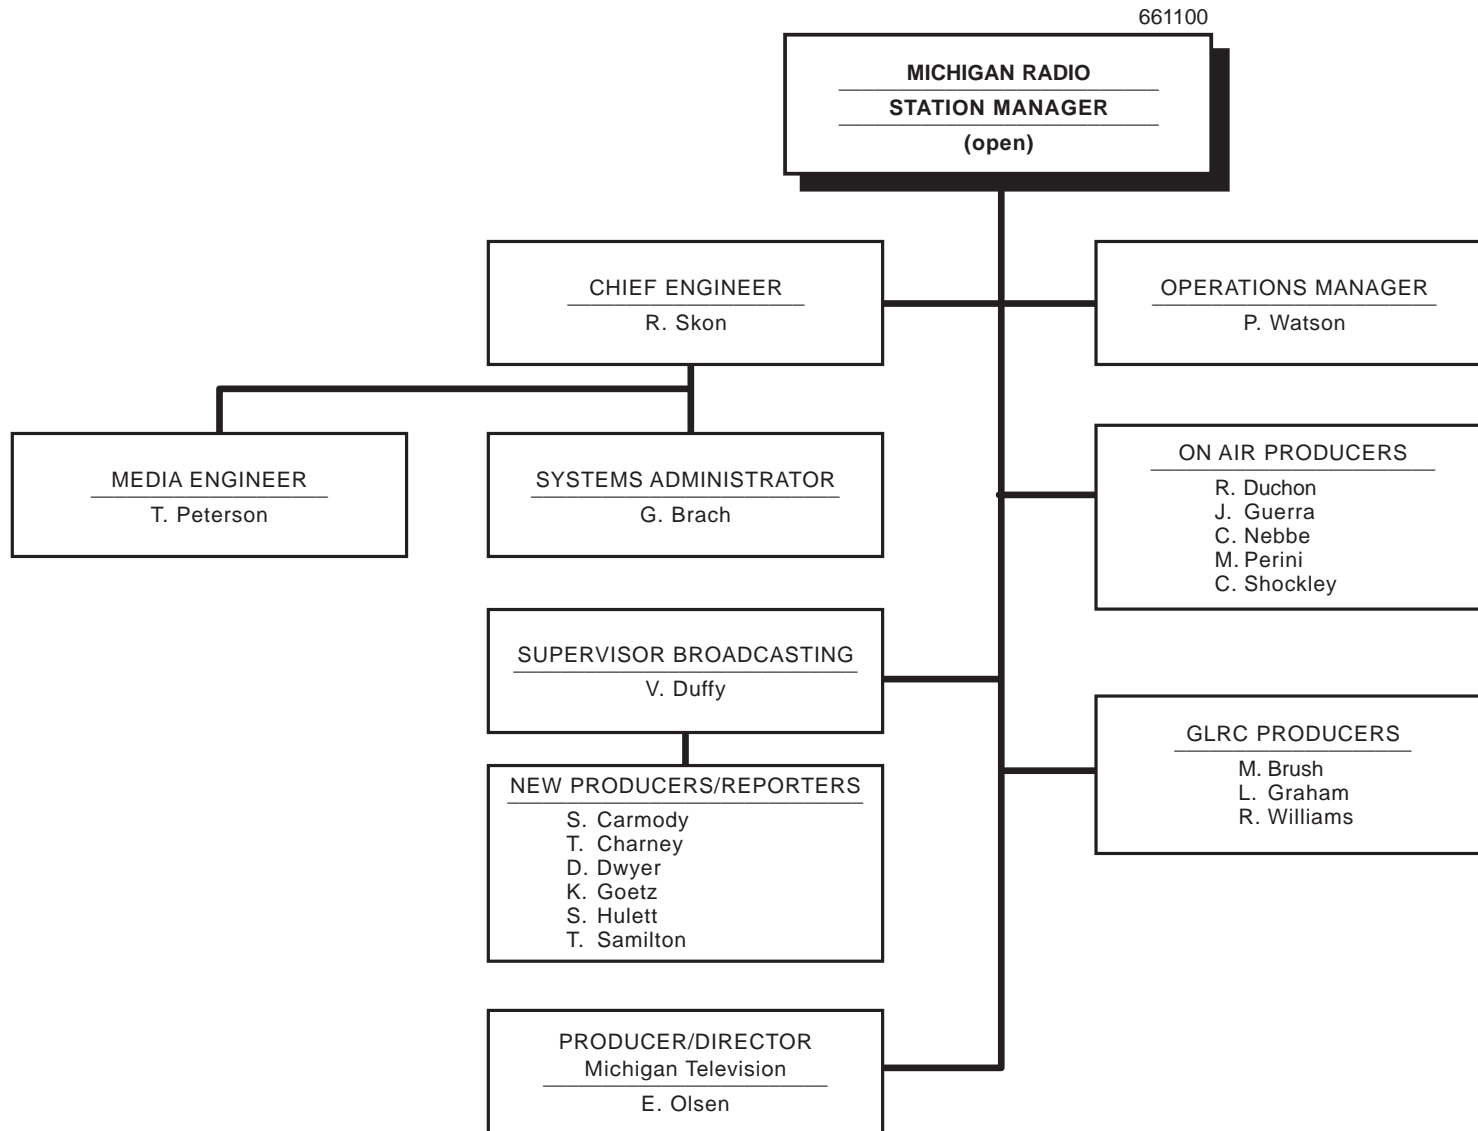 661100
MICHIGAN RADIO
STATION MANAGER
(open)
CHIEF ENGINEER
R. Skon
OPERATIONS MANAGER
P. Watson
MEDIA ENGINEER
T. Peterson
SYSTEMS ADMINISTRATOR
G. Brach
ON AIR PRODUCERS
R. Duchon
J. Guerra
C. Nebbe
M. Perini
C. Shockley
SUPERVISOR BROADCASTING
V. Duffy
GLRC PRODUCERS
M. Brush
L. Graham
R. Williams
NEW PRODUCERS/REPORTERS
S. Carmody
T. Charney
D. Dwyer
K. Goetz
S. Hulett
T. Samilton
PRODUCER/DIRECTOR
Michigan Television
E. Olsen